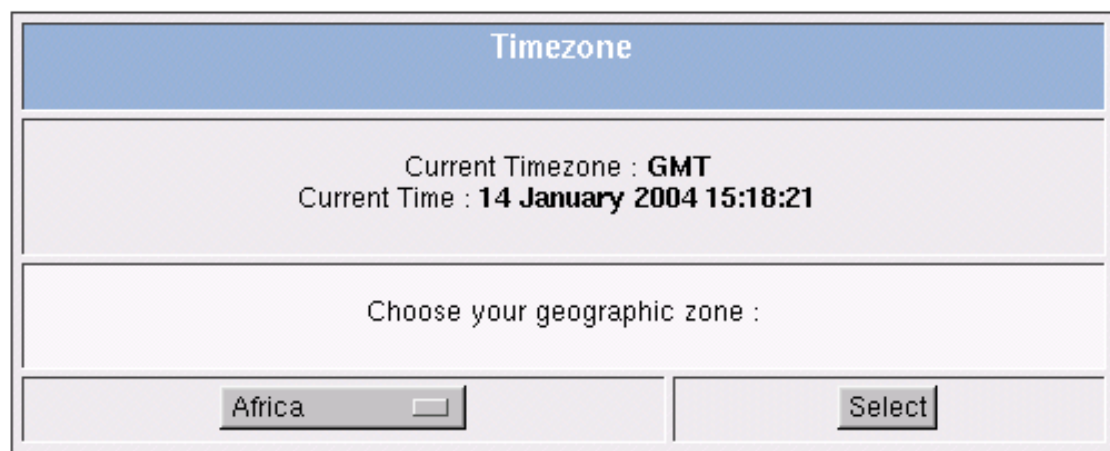 Timezone
Current Timezone : GMT
Current Time : 14 January 2004 15:18:21
Choose your geographic zone :
Africa
Select